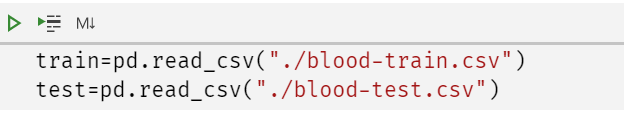 M↓
train=pd.read_csv("./blood-train.csv")
test=pd.read_csv("./blood-test.csv")